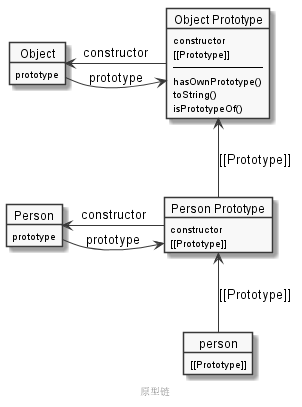 Object Prototype
constructor
[[Prototype]]
hasOwnPrototype()
toString()
isPrototypeOf()
Object
prototype
constructor
prototype
[[Prototype]]
Person Prototype
constructor
[[Prototype]]
Person
prototype
constructor
prototype
[[Prototype]]
person
[[Prototype]]
原型链